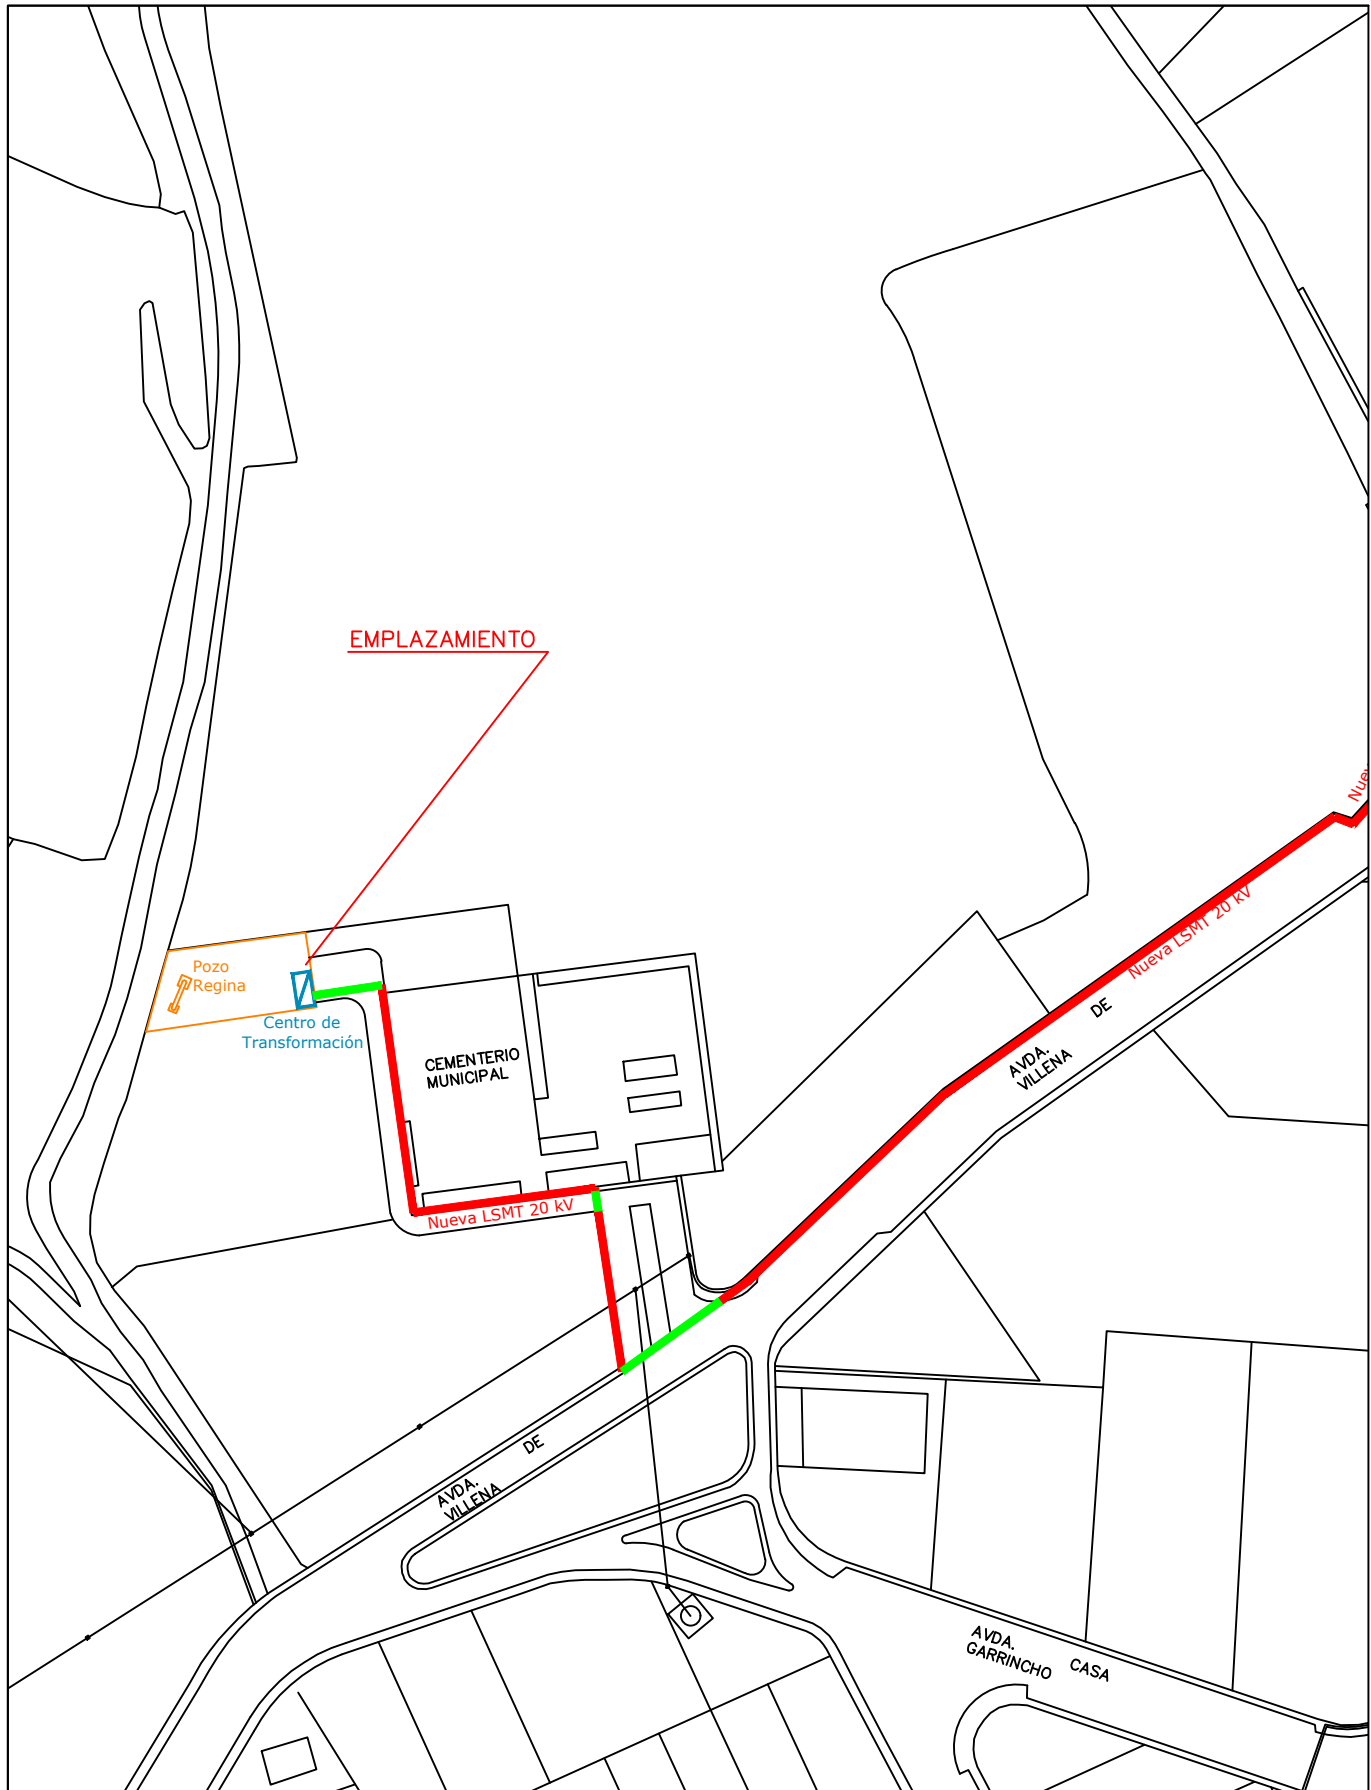 EMPLAZAMIENTO
Nuev
Nueva LSMT 20 kV
DE
AVDA.
VILLENA
Pozo
Regina
Centro de
Transformación
CEMENTERIO
MUNICIPAL
Nueva LSMT 20 kV
DE
AVDA.
VILLENA
AVDA.
GARRINCHO
CASA